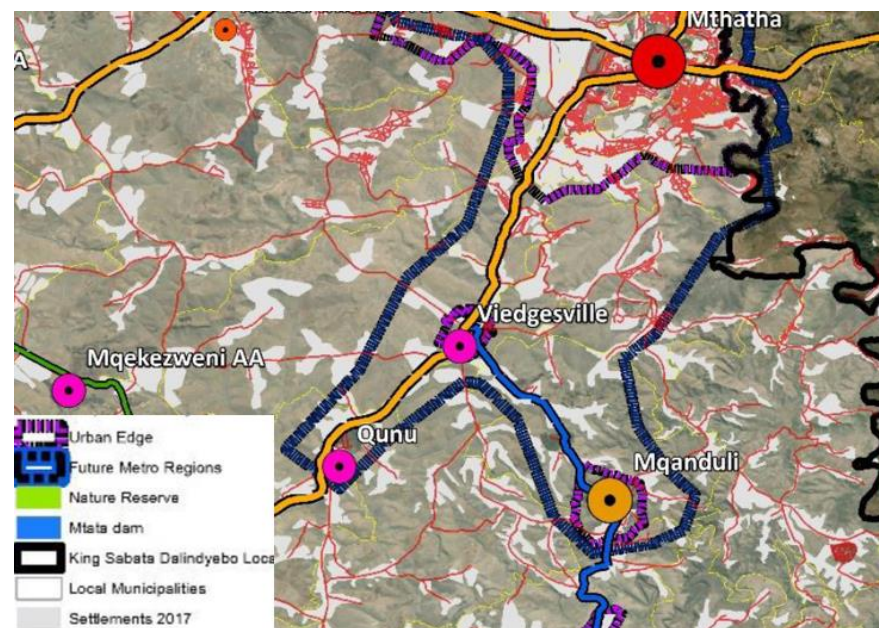 Mthatha
A
Viedgesville
Mqekezweni AA
Qunu
Mqanduli
Urban Edge
Future Metro Regions
Nature Reserve
Mtata dam
King Sabata Dalindyebo Loca
Local Municipalities
Settlements 2017